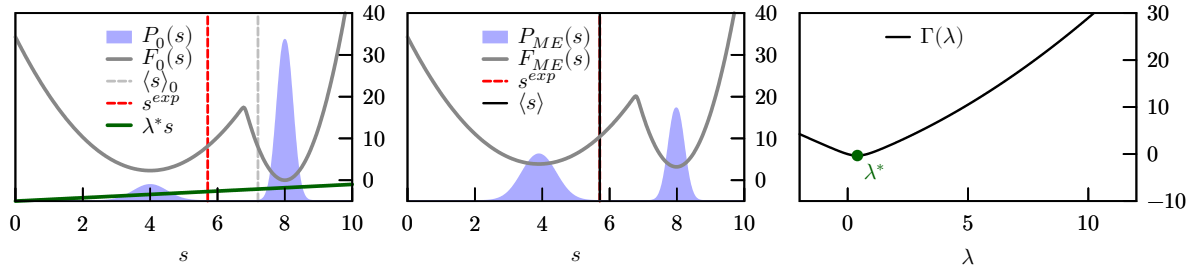 P_0(s)
F_0(s)
⟨s⟩_0
s^{exp}
λ^*s
40
30
20
10
0
0 2 4 6 8 10
s
P_{ME}(s)
F_{ME}(s)
s^{exp}
⟨s⟩
40
30
20
10
0
0 2 4 6 8 10
s
Γ(λ)
λ^*
30
20
10
0
−10
0 5 10
λ